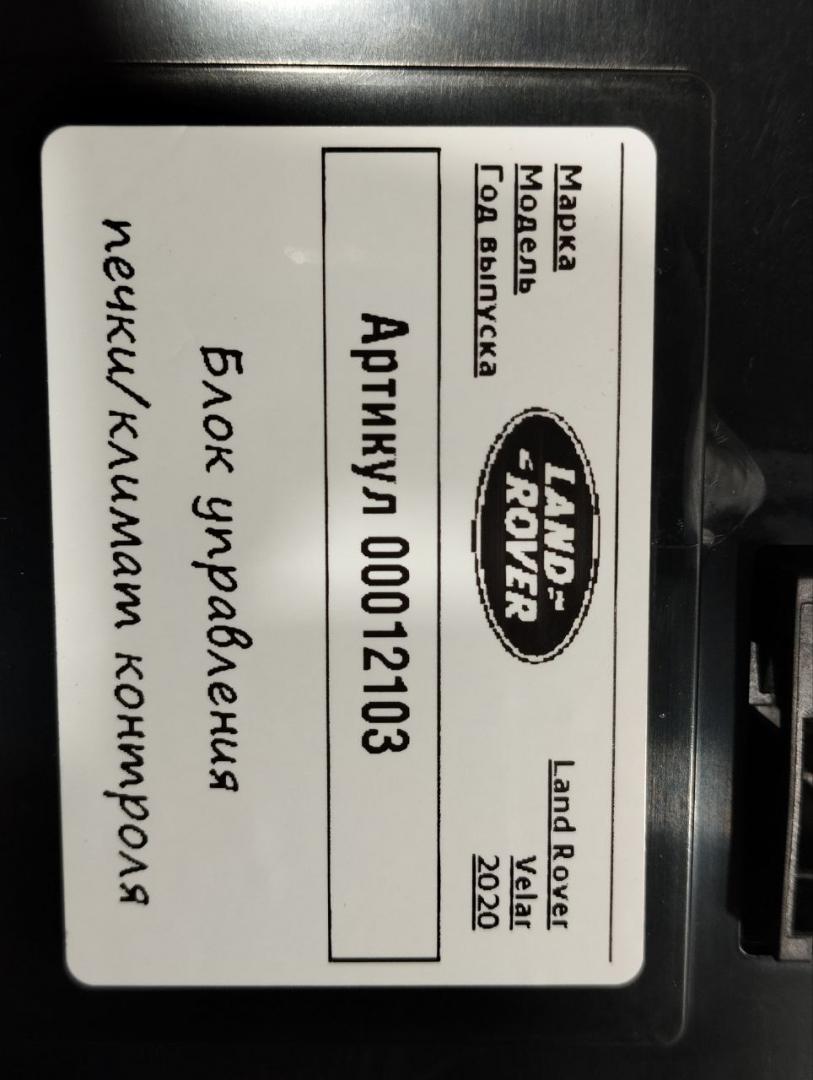 Марка Land Rover
Модель Velar
Год выпуска 2020
LAND
ROVER
Артикул 00012103
Блок управления
печки/климат контроля